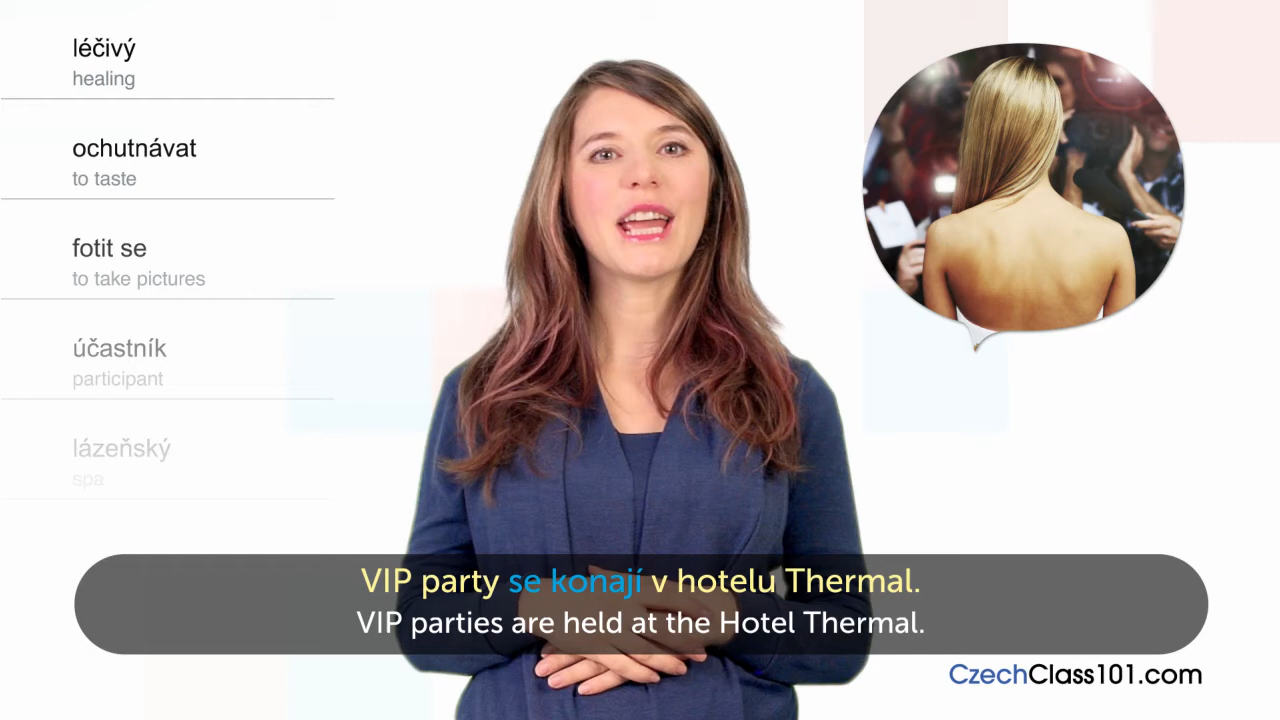 léčivý
healing
ochutnávat
to taste
fotit se
to take pictures
účastník
participant
lázeňský
spa
VIP party se konají v hotelu Thermal.
VIP parties are held at the Hotel Thermal.
CzechClass101.com